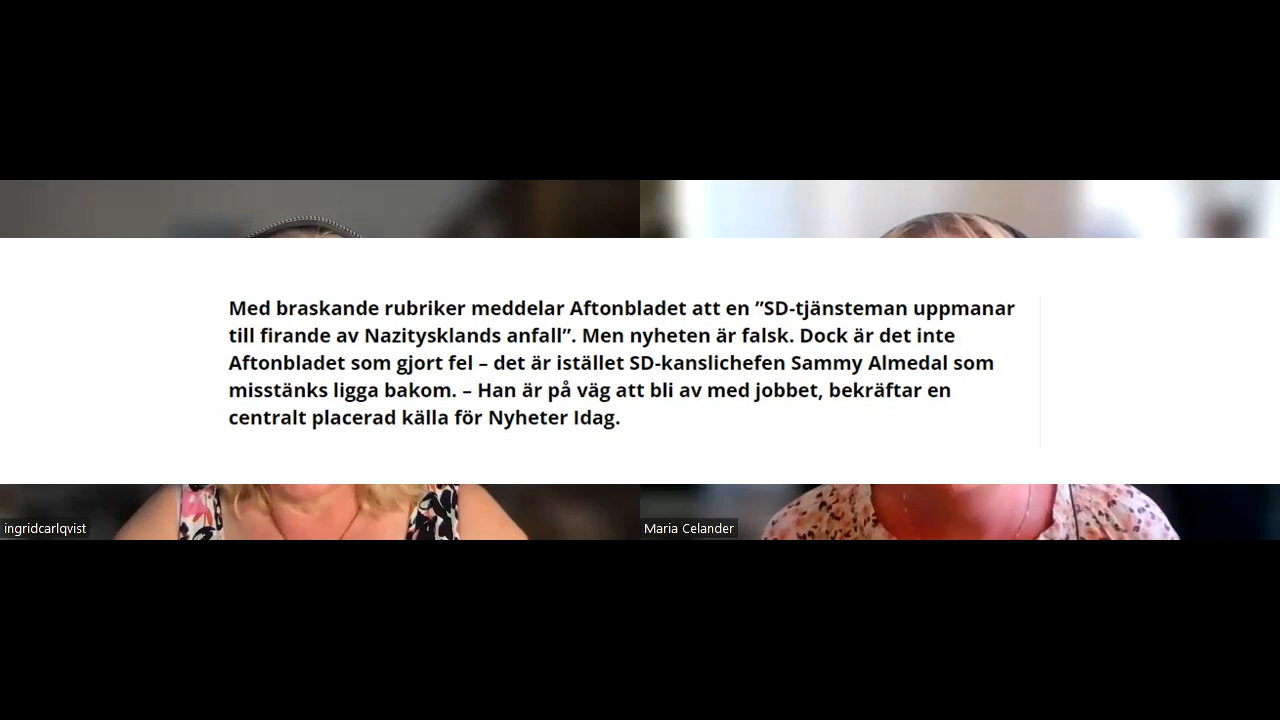 Med braskande rubriker meddelar Aftonbladet att en ”SD-tjänsteman uppmanar
till firande av Nazitysklands anfall”. Men nyheten är falsk. Dock är det inte
Aftonbladet som gjort fel – det är istället SD-kanslichefen Sammy Almedal som
misstänks ligga bakom. – Han är på väg att bli av med jobbet, bekräftar en
centralt placerad källa för Nyheter Idag.
ingridcarlqvist
Maria Celander